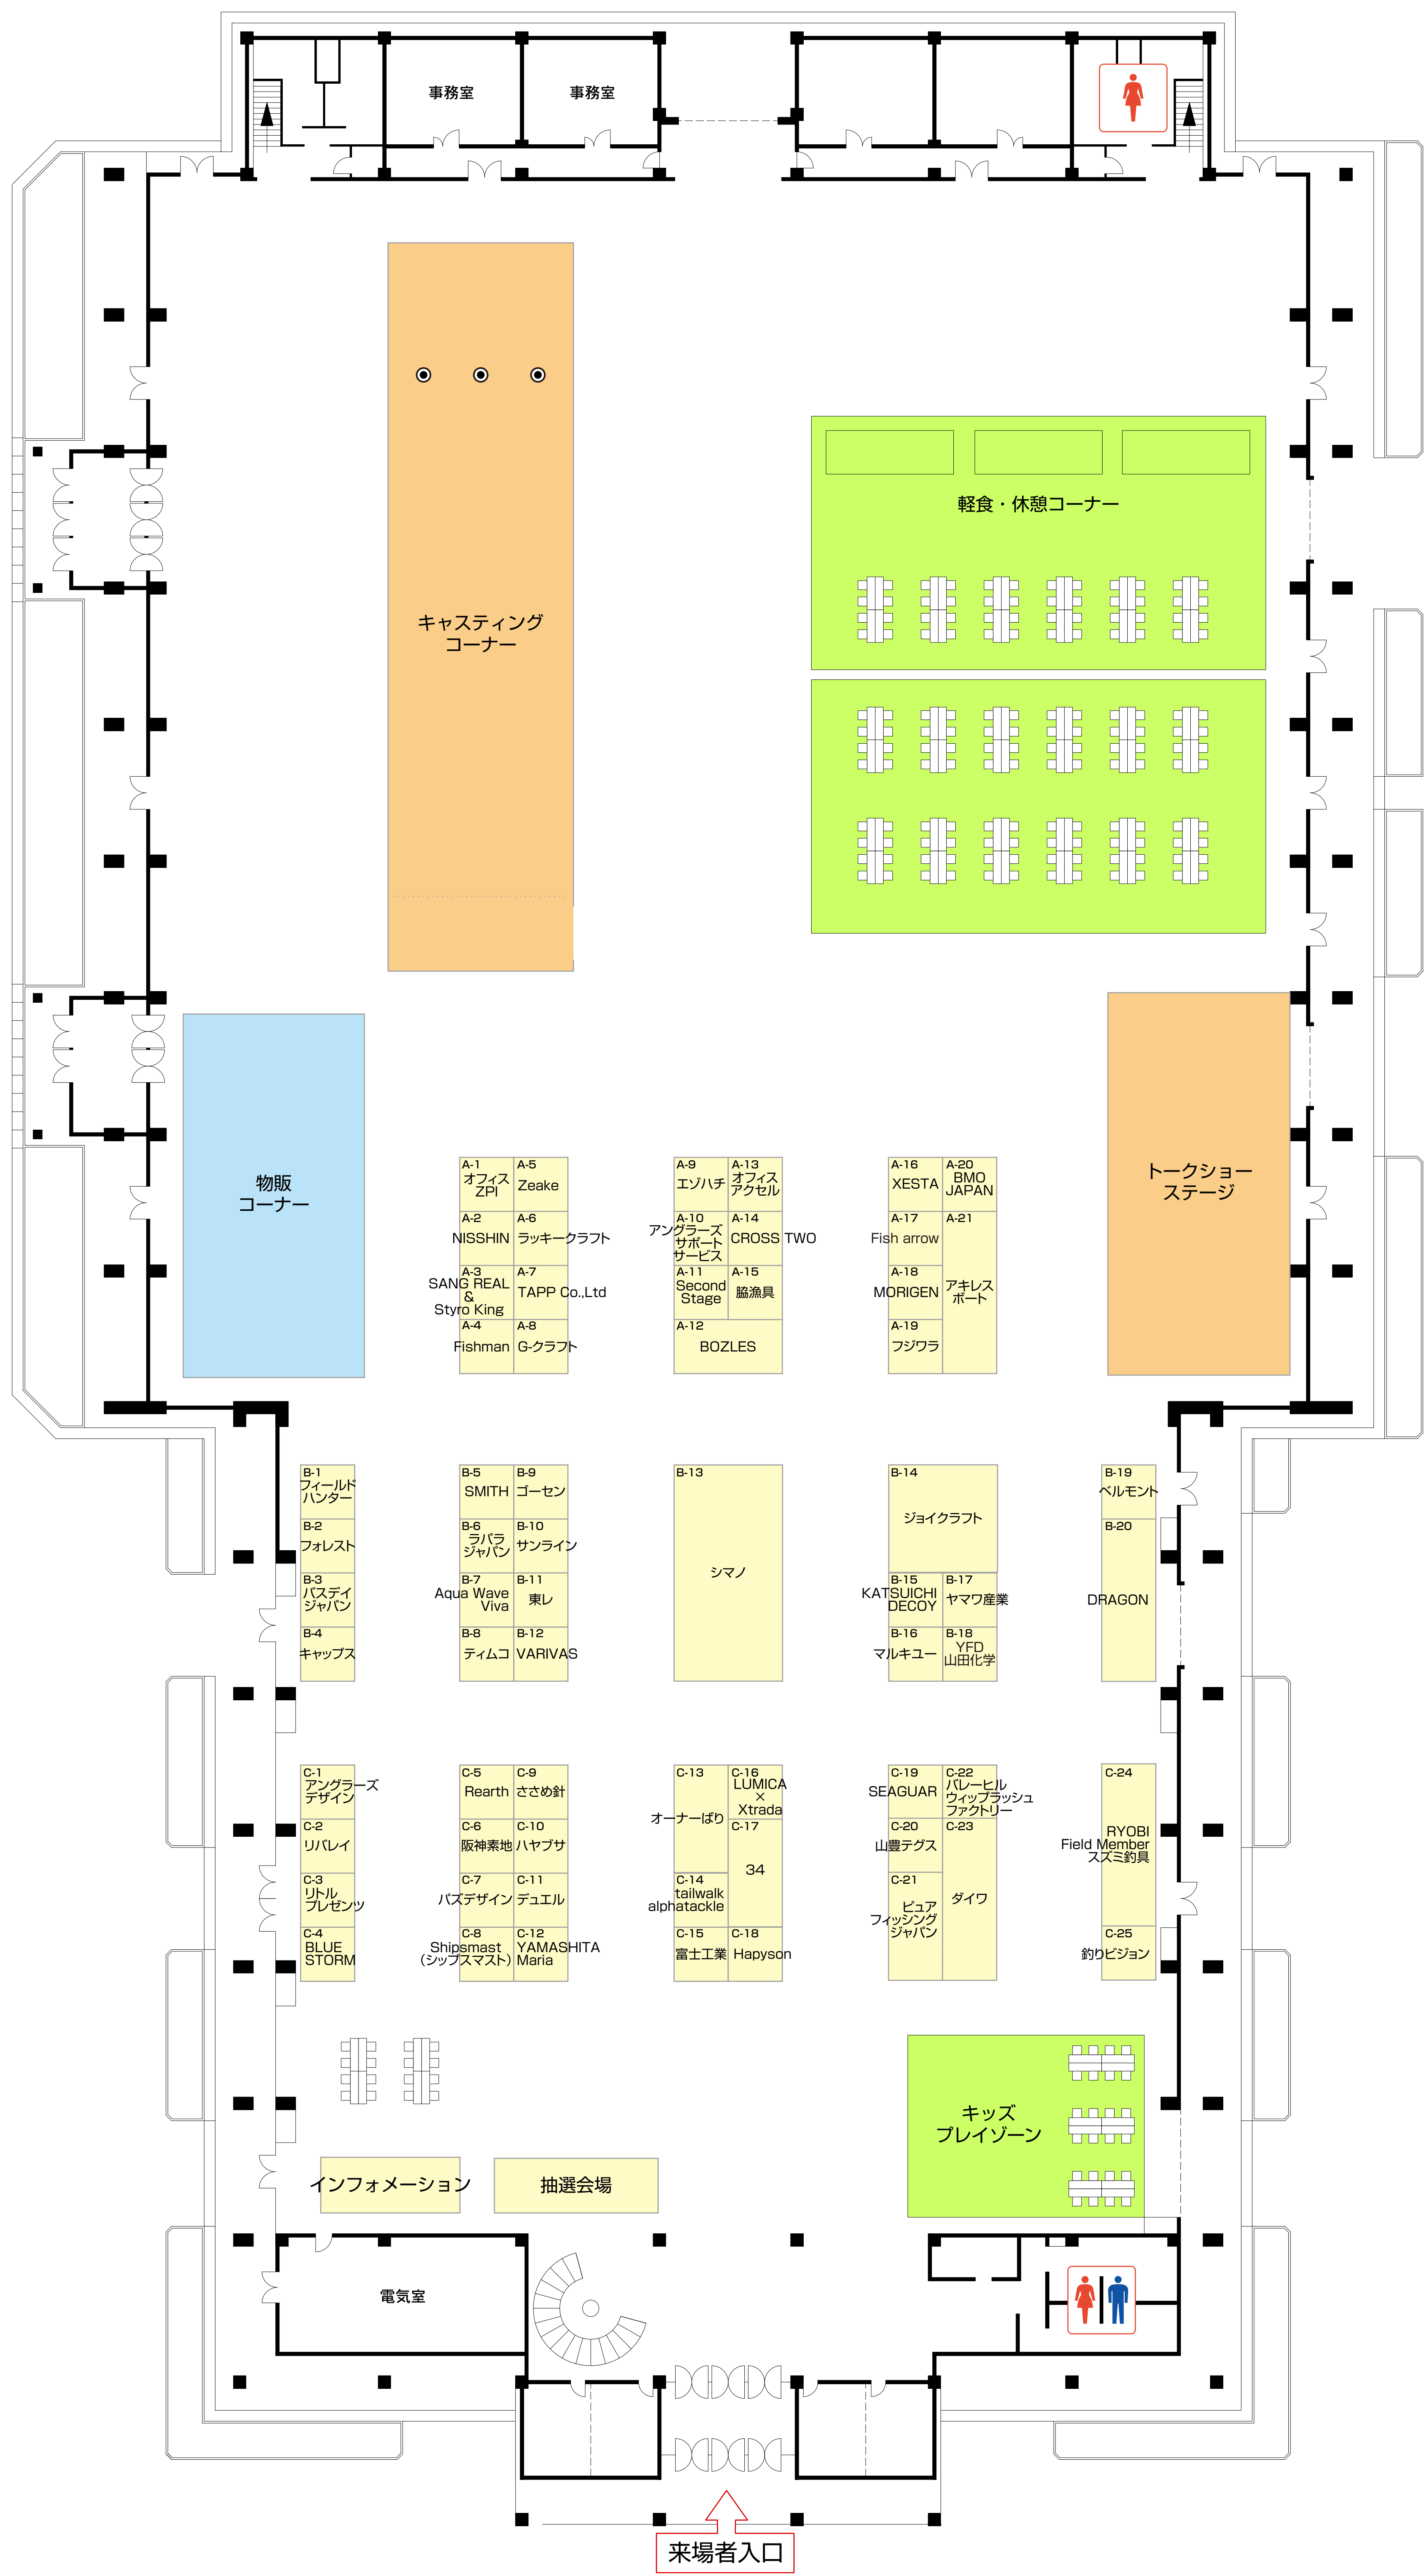 事務室
事務室
軽食・休憩コーナー
キャスティング
コーナー
物販
コーナー
トークショー
ステージ
A-1
オフィス
ZPI
A-5
Zeake
A-2
NISSHIN
A-6
ラッキークラフト
A-3
SANG REAL
&
Styro King
A-7
TAPP Co.,Ltd
A-4
Fishman
A-8
G-クラフト
A-9
エゾハチ
A-13
オフィス
アクセル
A-10
アングラーズ
サポート
サービス
A-14
CROSS TWO
A-11
Second
Stage
A-15
脇漁具
A-12
BOZLES
A-16
XESTA
A-20
BMO
JAPAN
A-17
Fish arrow
A-21
アキレス
ボート
A-18
MORIGEN
A-19
フジワラ
B-1
フィールド
ハンター
B-2
フォレスト
B-3
バスデイ
ジャパン
B-4
キャップス
B-5
SMITH
B-9
ゴーセン
B-6
ラパラ
ジャパン
B-10
サンライン
B-7
Aqua Wave
Viva
B-11
東レ
B-8
ティムコ
B-12
VARIVAS
B-13
シマノ
B-14
ジョイクラフト
B-15
KATSUICHI
DECOY
B-17
ヤマワ産業
B-16
マルキユー
B-18
YFD
山田化学
B-19
ベルモント
B-20
DRAGON
C-1
アングラーズ
デザイン
C-2
リバレイ
C-3
リトル
プレゼンツ
C-4
BLUE
STORM
C-5
Rearth
C-9
ささめ針
C-6
阪神素地
C-10
ハヤブサ
C-7
パズデザイン
C-11
デュエル
C-8
Shipsmast
（シップスマスト）
C-12
YAMASHITA
Maria
C-13
オーナーばり
C-16
LUMICA
×
Xtrada
C-17
34
C-14
tailwalk
alphatackle
C-15
富士工業
C-18
Hapyson
C-19
SEAGUAR
C-22
バレーヒル
ウィップラッシュ
ファクトリー
C-20
山豊テグス
C-23
ダイワ
C-21
ピュア
フィッシング
ジャパン
C-24
RYOBI
Field Member
スズミ釣具
C-25
釣りビジョン
キッズ
プレイゾーン
インフォメーション
抽選会場
電気室
来場者入口